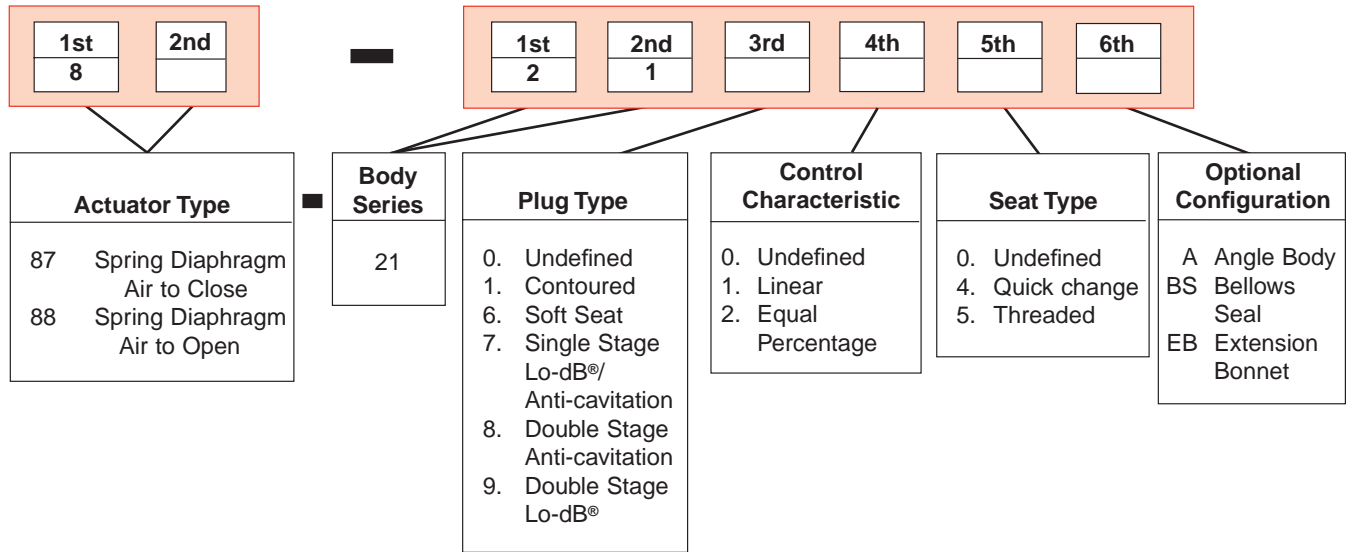 1st 2nd 1st 2nd 3rd 4th 5th 6th
8 2 1
Actuator Type
87 Spring Diaphragm
Air to Close
88 Spring Diaphragm
Air to Open
Body
Series
21
Plug Type
0. Undefined
1. Contoured
6. Soft Seat
7. Single Stage
Lo-dB®/
Anti-cavitation
8. Double Stage
Anti-cavitation
9. Double Stage
Lo-dB®
Control
Characteristic
0. Undefined
1. Linear
2. Equal
Percentage
Seat Type
0. Undefined
4. Quick change
5. Threaded
Optional
Configuration
A Angle Body
BS Bellows
Seal
EB Extension
Bonnet